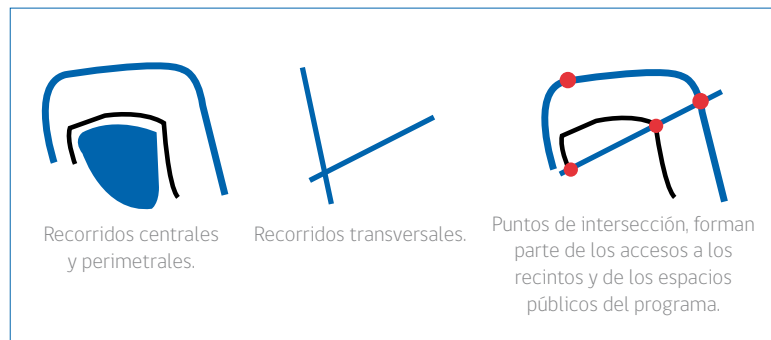 Recorridos centrales
y perimetrales.
Recorridos transversales.
Puntos de intersección, forman
parte de los accesos a los
recintos y de los espacios
públicos del programa.